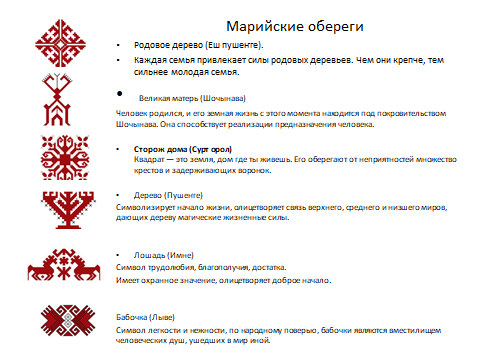 Марийские обереги
• Родовое дерево (Еш пушеҥге).
• Каждая семья привлекает силы родовых деревьев. Чем они крепче, тем
сильнее молодая семья.
• Великая матерь (Шочынава)
Человек родился, и его земная жизнь с этого момента находится под покровительством
Шочынава. Она способствует реализации предназначения человека.
• Сторож дома (Сурт орол)
Квадрат — это земля, дом где ты живешь. Его оберегают от неприятностей множество
крестов и задерживающих воронок.
• Дерево (Пушеҥге)
Символизирует начало жизни, олицетворяет связь верхнего, среднего и низшего миров,
дающих дереву магические жизненные силы.
• Лошадь (Имне)
Символ трудолюбия, благополучия, достатка.
Имеет охранное значение, олицетворяет доброе начало.
Бабочка (Лыве)
Символ легкости и нежности, по народному поверью, бабочки являются вместилищем
человеческих душ, ушедших в мир иной.